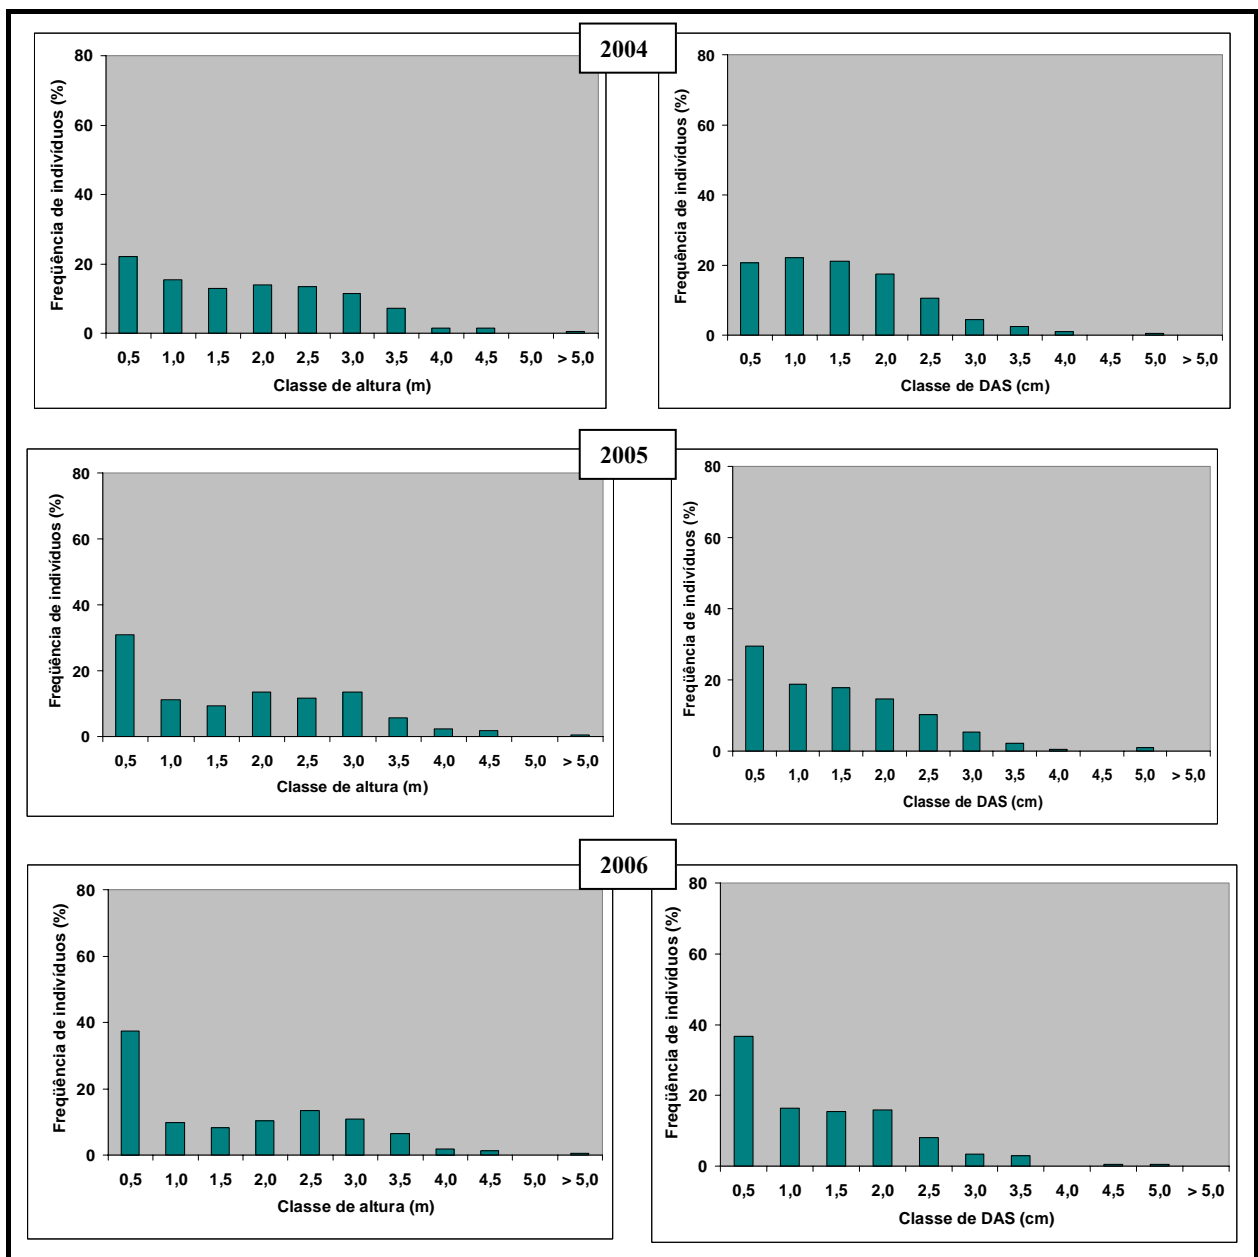 2004
Freqüência de indivíduos (%)
80
60
40
20
0
0,5 1,0 1,5 2,0 2,5 3,0 3,5 4,0 4,5 5,0 > 5,0
Classe de altura (m)
Frequência de indivíduos (%)
80
60
40
20
0
0,5 1,0 1,5 2,0 2,5 3,0 3,5 4,0 4,5 5,0 > 5,0
Classe de DAS (cm)
2005
Freqüência de indivíduos (%)
80
60
40
20
0
0,5 1,0 1,5 2,0 2,5 3,0 3,5 4,0 4,5 5,0 > 5,0
Classe de altura (m)
Freqüência de indivíduos (%)
80
60
40
20
0
0,5 1,0 1,5 2,0 2,5 3,0 3,5 4,0 4,5 5,0 > 5,0
Classe de DAS (cm)
2006
Freqüência de indivíduos (%)
80
60
40
20
0
0,5 1,0 1,5 2,0 2,5 3,0 3,5 4,0 4,5 5,0 > 5,0
Classe de altura (m)
Freqüência de indivíduos (%)
80
60
40
20
0
0,5 1,0 1,5 2,0 2,5 3,0 3,5 4,0 4,5 5,0 > 5,0
Classe de DAS (cm)